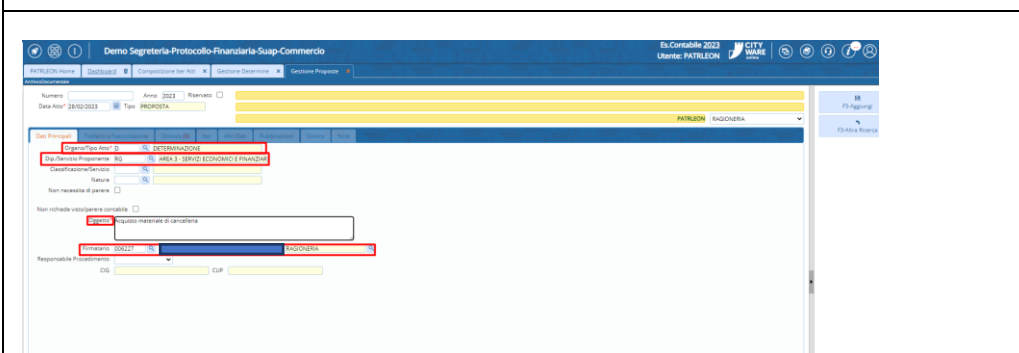 Demo Segreteria-Protocollo-Finanziaria-Suap-Commercio
Es.Contabile 2023
Utente: PATRLEON
CITY WARE
PATRLEON Home Dashboard Composizione Iter Atti Gestione Determine Gestione Proposte
ArchivioDocumentale
Numero Anno 2023 Riservato
Data Atto* 28/02/2023 Tipo PROPOSTA
PATRLEON RAGIONERIA
F3-Aggiungi
F9-Altra Ricerca
Dati Principali
Organo/Tipo Atto* D DETERMINAZIONE
Dip./Servizio Proponente RG AREA 3 - SERVIZI ECONOMICI E FINANZIAR
Classificazione/Servizio
Nature
Non necessita di parere
Non richiede visto/parere contabile
Oggetto* Acquisto materiale di cancelleria
Firmatario 006227 RAGIONERIA
Responsabile Procedimento
CIG CUP